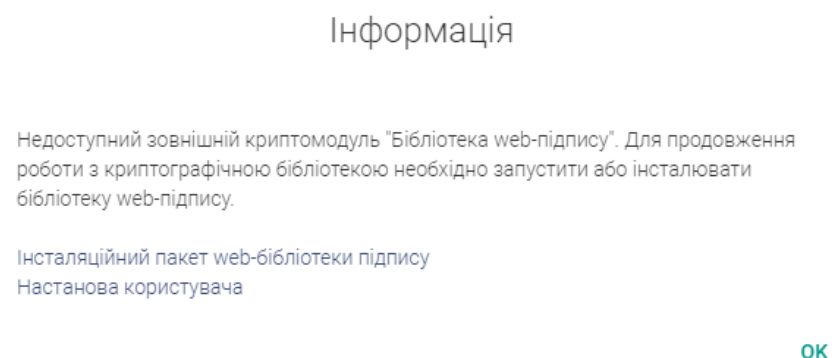 Інформація
Недоступний зовнішній криптомодуль "Бібліотека web-підпису". Для продовження
роботи з криптографічною бібліотекою необхідно запустити або інсталювати
бібліотеку web-підпису.
Інсталяційний пакет web-бібліотеки підпису
Настанова користувача
OK